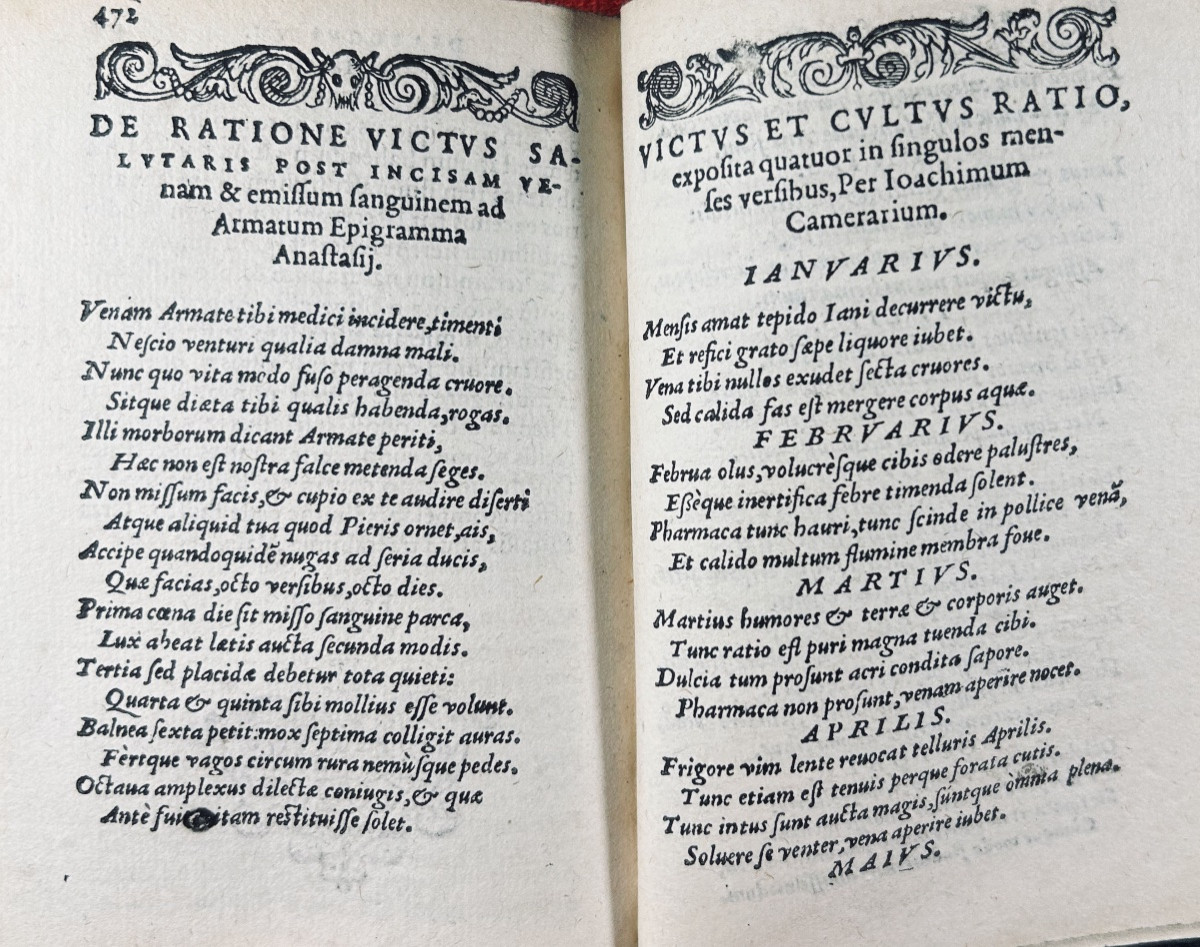 472
DE RATIONE VICTVS SA-
LVTARIS POST INCISAM VE-
nam & emiſſum ſanguinem ad
Armatum Epigramma
Anaſtaſij.
Venam Armate tibi medici incidere, timenti
Neſcio venturi qualia damna mali.
Nunc quo vita modo fuſo peragenda cruore.
Sitque diæta tibi qualis habenda, rogas.
Illi morborum dicant Armate periti,
Hæc non eſt noſtra falce metenda ſeges.
Non miſſum facis, & cupio ex te audire diſerti
Atque aliquid tua quod Pieris ornet, ais,
Accipe quandoquidē nugas ad ſeria ducis,
Quæ facias, octo verſibus, octo dies.
Prima cœna die ſit miſſo ſanguine parca,
Lux abeat lætis aucta ſecunda modis.
Tertia ſed placidæ debetur tota quieti:
Quarta & quinta ſibi mollius eſſe volunt.
Balnea ſexta petit: mox ſeptima colligit auras.
Fèrtque vagos circum rura nemùſque pedes.
Octaua amplexus dilectæ coniugis, & quæ
Antè itam reſtituiſſe ſolet.
VICTVS ET CVLTVS RATIO,
expoſita quatuor in ſingulos men-
ſes verſibus, Per Ioachimum
Camerarium.
IANVARIVS.
Menſis amat tepido Iani decurrere victu,
Et refici grato ſæpe liquore iubet.
Vena tibi nullos exudet ſecta cruores.
Sed calida fas eſt mergere corpus aquæ.
FEBRVARIVS.
Februa olus, volucrèſque cibis odere paluſtres,
Eßèque inertifica febre timenda ſolent.
Pharmaca tunc hauri, tunc ſcinde in pollice venā,
Et calido multum flumine membra foue.
MARTIVS.
Martius humores & terræ & corporis auget.
Tunc ratio eſt puri magna tuenda cibi.
Dulcia tum proſunt acri condita ſapore.
Pharmaca non proſunt, venam aperire nocet.
APRILIS.
Frigore vim lente reuocat telluris Aprilis.
Tunc etiam eſt tenuis perque forata cutis.
Tunc intus ſunt aucta magis, ſúntque òmnia plena.
Soluere ſe venter, vena aperire iubet.
MAIVS.